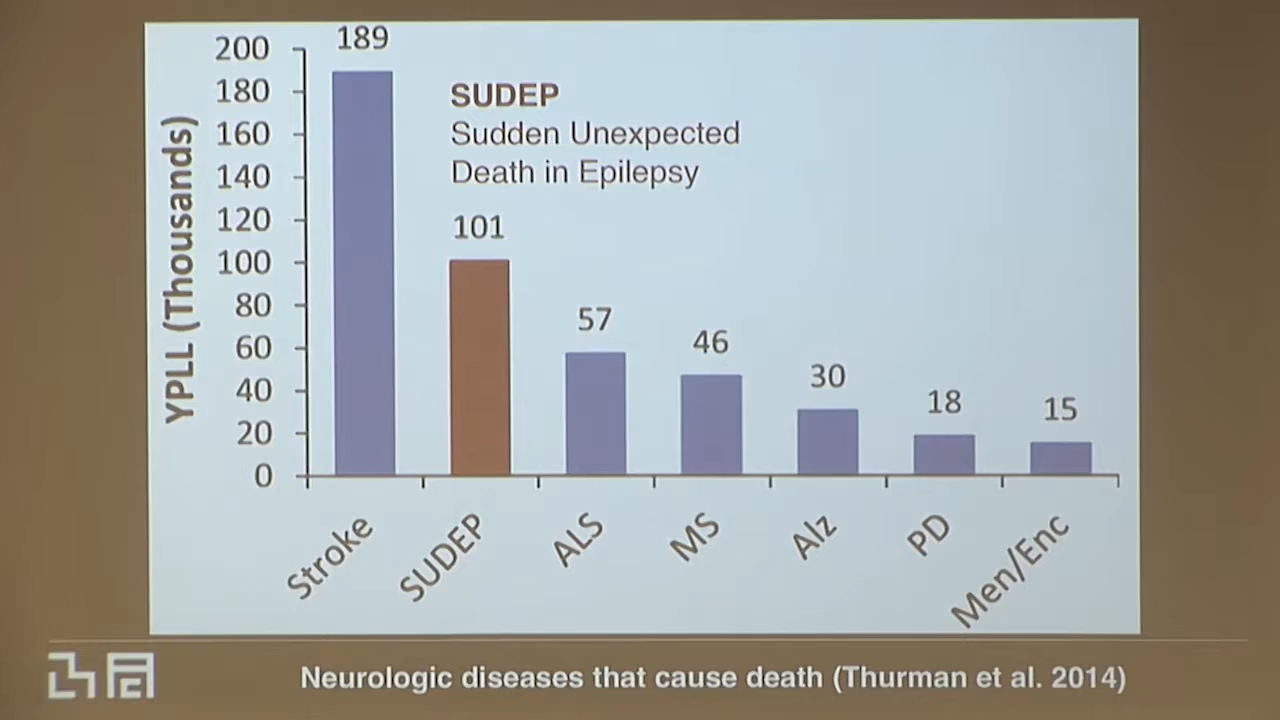 YPLL (Thousands)
200
180
160
140
120
100
80
60
40
20
0
189
SUDEP
Sudden Unexpected
Death in Epilepsy
101
57
46
30
18
15
Stroke
SUDEP
ALS
MS
Alz
PD
Men/Enc
Neurologic diseases that cause death (Thurman et al. 2014)